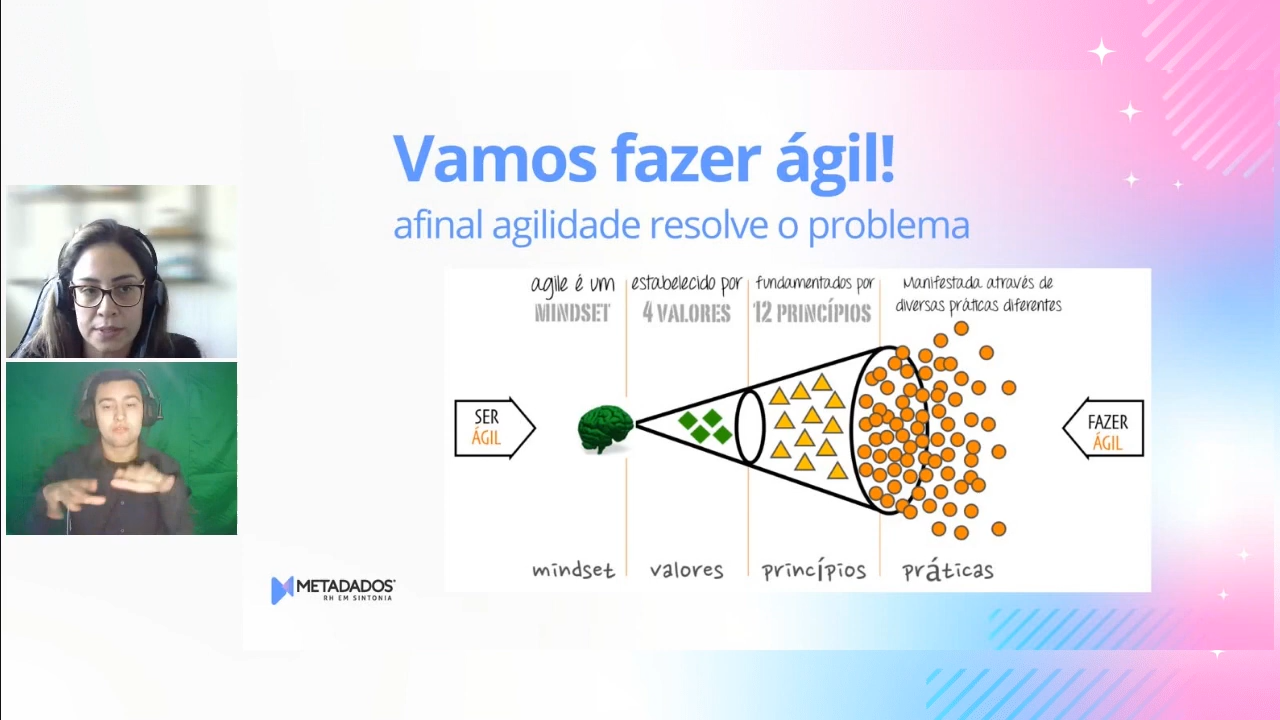 Vamos fazer ágil!
afinal agilidade resolve o problema
agile é um
MINDSET
estabelecido por
4 VALORES
fundamentados por
12 PRINCÍPIOS
Manifestada através de
diversas práticas diferentes
SER
ÁGIL
FAZER
ÁGIL
mindset
valores
princípios
práticas
METADADOS
RH EM SINTONIA